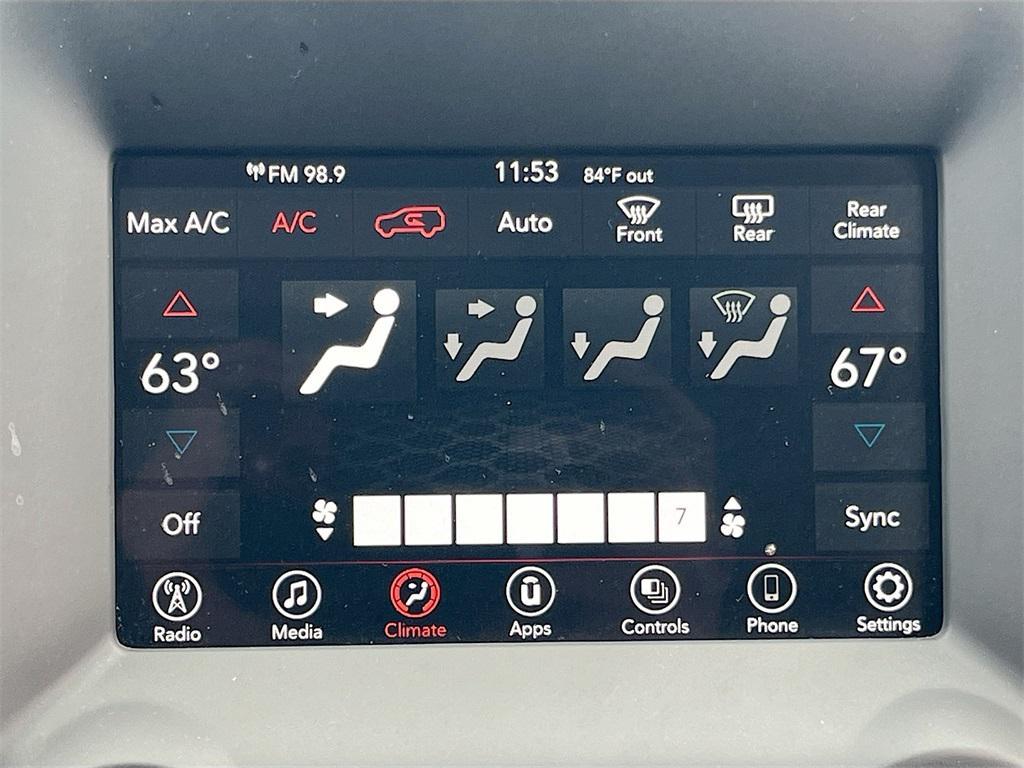 FM 98.9 11:53 84°F out
Max A/C A/C Auto Front Rear Rear Climate
63° 67°
Off 7 Sync
Radio Media Climate Apps Controls Phone Settings